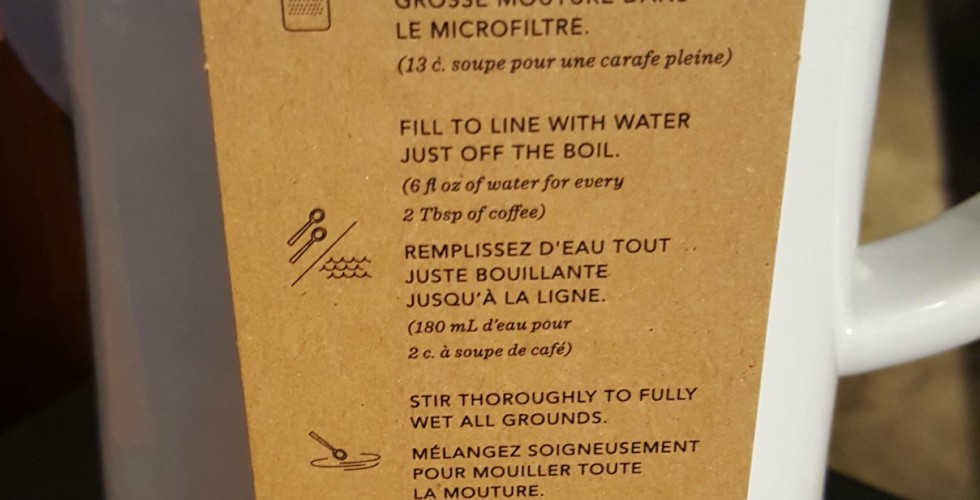 GROSSE MOUTURE DANS
LE MICROFILTRE.
(13 c. soupe pour une carafe pleine)
FILL TO LINE WITH WATER
JUST OFF THE BOIL.
(6 fl oz of water for every
2 Tbsp of coffee)
REMPLISSEZ D'EAU TOUT
JUSTE BOUILLANTE
JUSQU'À LA LIGNE.
(180 mL d'eau pour
2 c. à soupe de café)
STIR THOROUGHLY TO FULLY
WET ALL GROUNDS.
MÉLANGEZ SOIGNEUSEMENT
POUR MOUILLER TOUTE
LA MOUTURE.